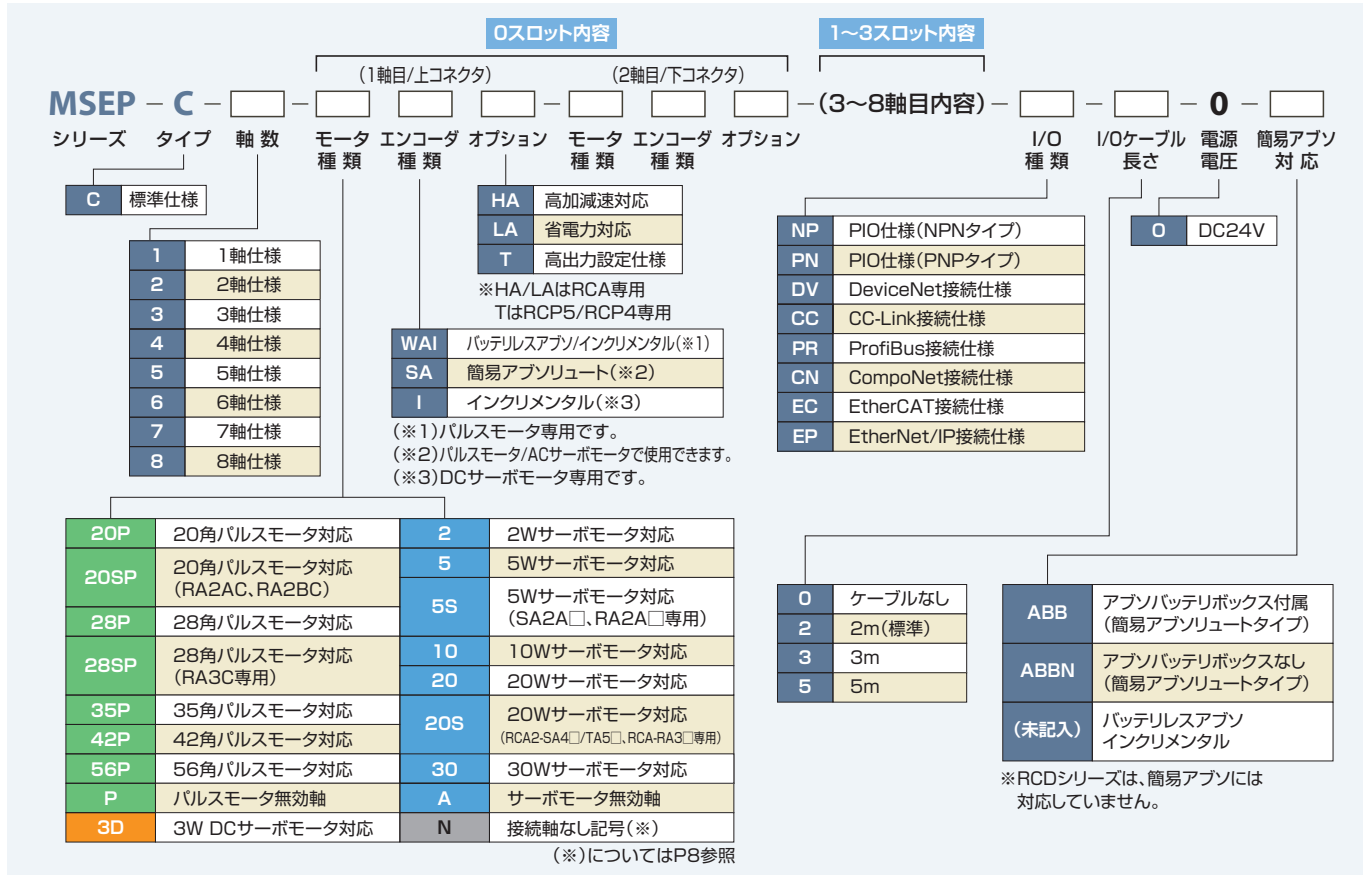 0スロット内容 1~3スロット内容
(1軸目/上コネクタ) (2軸目/下コネクタ)
MSEP − C − − − −(3~8軸目内容)− − − 0 −
シリーズ タイプ 軸数 モータ種類 エンコーダ種類 オプション モータ種類 エンコーダ種類 オプション I/O種類 I/Oケーブル長さ 電源電圧 簡易アブソ対応
C 標準仕様
1 1軸仕様
2 2軸仕様
3 3軸仕様
4 4軸仕様
5 5軸仕様
6 6軸仕様
7 7軸仕様
8 8軸仕様
HA 高加減速対応
LA 省電力対応
T 高出力設定仕様
※HA/LAはRCA専用
TはRCP5/RCP4専用
WAI バッテリレスアブソ/インクリメンタル(※1)
SA 簡易アブソリュート(※2)
I インクリメンタル(※3)
(※1)パルスモータ専用です。
(※2)パルスモータ/ACサーボモータで使用できます。
(※3)DCサーボモータ専用です。
NP PIO仕様(NPNタイプ)
PN PIO仕様(PNPタイプ)
DV DeviceNet接続仕様
CC CC-Link接続仕様
PR ProfiBus接続仕様
CN CompoNet接続仕様
EC EtherCAT接続仕様
EP EtherNet/IP接続仕様
0 DC24V
20P 20角パルスモータ対応
20SP 20角パルスモータ対応
(RA2AC、RA2BC)
28P 28角パルスモータ対応
28SP 28角パルスモータ対応
(RA3C専用)
35P 35角パルスモータ対応
42P 42角パルスモータ対応
56P 56角パルスモータ対応
P パルスモータ無効軸
3D 3W DCサーボモータ対応
2 2Wサーボモータ対応
5 5Wサーボモータ対応
5S 5Wサーボモータ対応
(SA2A□、RA2A□専用)
10 10Wサーボモータ対応
20 20Wサーボモータ対応
20S 20Wサーボモータ対応
(RCA2-SA4□/TA5□、RCA-RA3□専用)
30 30Wサーボモータ対応
A サーボモータ無効軸
N 接続軸なし記号(※)
(※)についてはP8参照
0 ケーブルなし
2 2m(標準)
3 3m
5 5m
ABB アブソバッテリボックス付属
(簡易アブソリュートタイプ)
ABBN アブソバッテリボックスなし
(簡易アブソリュートタイプ)
(未記入) バッテリレスアブソ
インクリメンタル
※RCDシリーズは、簡易アブソには
対応していません。